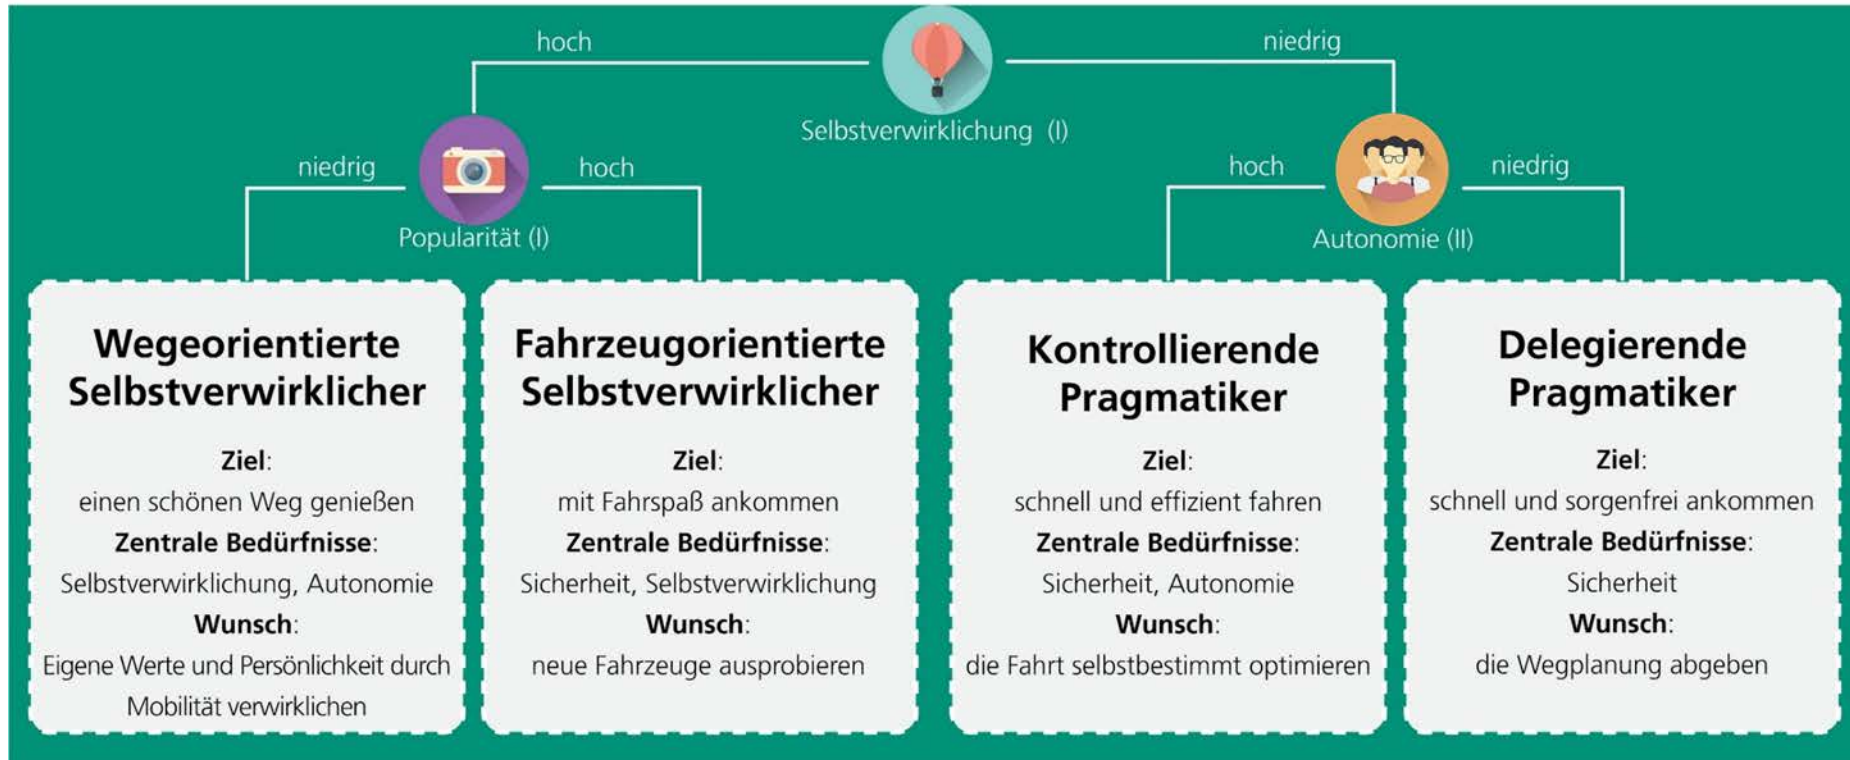 hoch
niedrig
Selbstverwirklichung (I)
niedrig
hoch
hoch
niedrig
Popularität (I)
Autonomie (II)
Wegeorientierte
Selbstverwirklicher
Ziel:
einen schönen Weg genießen
Zentrale Bedürfnisse:
Selbstverwirklichung, Autonomie
Wunsch:
Eigene Werte und Persönlichkeit durch
Mobilität verwirklichen
Fahrzeugorientierte
Selbstverwirklicher
Ziel:
mit Fahrspaß ankommen
Zentrale Bedürfnisse:
Sicherheit, Selbstverwirklichung
Wunsch:
neue Fahrzeuge ausprobieren
Kontrollierende
Pragmatiker
Ziel:
schnell und effizient fahren
Zentrale Bedürfnisse:
Sicherheit, Autonomie
Wunsch:
die Fahrt selbstbestimmt optimieren
Delegierende
Pragmatiker
Ziel:
schnell und sorgenfrei ankommen
Zentrale Bedürfnisse:
Sicherheit
Wunsch:
die Wegplanung abgeben